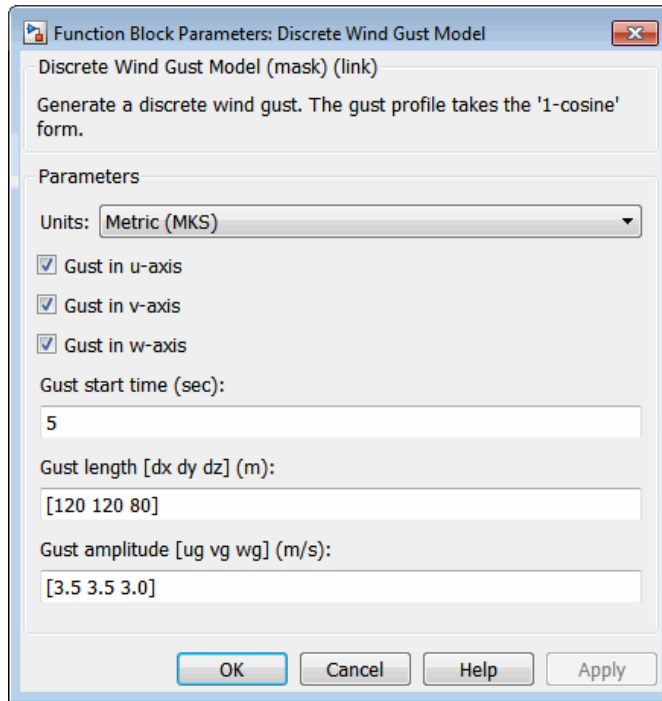 Function Block Parameters: Discrete Wind Gust Model
Discrete Wind Gust Model (mask) (link)
Generate a discrete wind gust. The gust profile takes the '1-cosine'
form.
Parameters
Units: Metric (MKS)
Gust in u-axis
Gust in v-axis
Gust in w-axis
Gust start time (sec):
5
Gust length [dx dy dz] (m):
[120 120 80]
Gust amplitude [ug vg wg] (m/s):
[3.5 3.5 3.0]
OK Cancel Help Apply